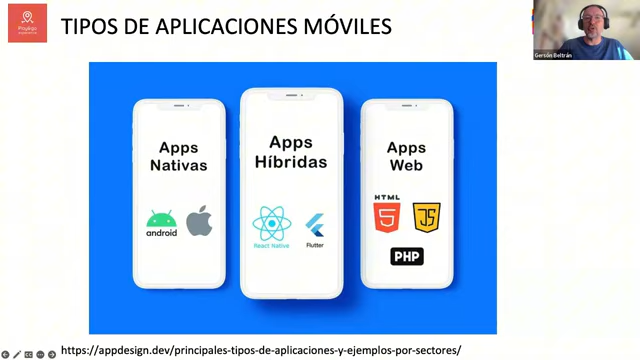 TIPOS DE APLICACIONES MÓVILES
Gersón Beltrán
Apps
Nativas
android
Apps
Híbridas
React Native
Flutter
Apps
Web
HTML
5
JS
PHP
https://appdesign.dev/principales-tipos-de-aplicaciones-y-ejemplos-por-sectores/